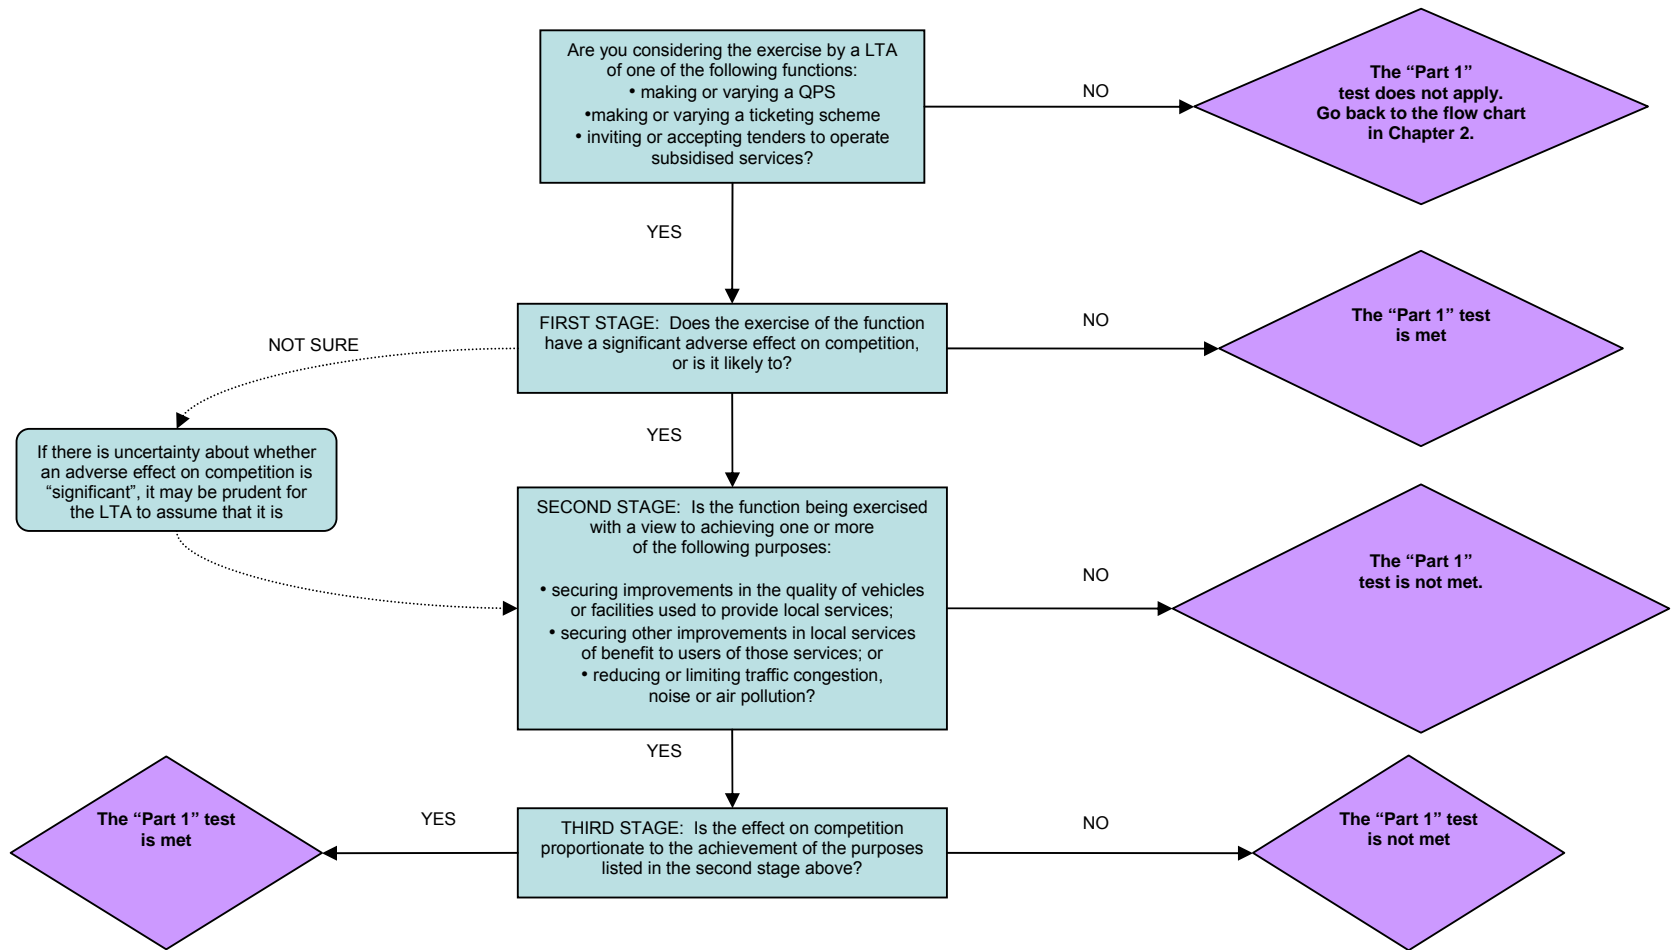 Are you considering the exercise by a LTA
of one of the following functions:
• making or varying a QPS
•making or varying a ticketing scheme
• inviting or accepting tenders to operate
subsidised services?
NO
The “Part 1”
test does not apply.
Go back to the flow chart
in Chapter 2.
YES
FIRST STAGE:  Does the exercise of the function
have a significant adverse effect on competition,
or is it likely to?
NO
The “Part 1” test
is met
NOT SURE
If there is uncertainty about whether
an adverse effect on competition is
“significant”, it may be prudent for
the LTA to assume that it is
YES
SECOND STAGE:  Is the function being exercised
with a view to achieving one or more
of the following purposes:
• securing improvements in the quality of vehicles
or facilities used to provide local services;
• securing other improvements in local services
of benefit to users of those services; or
• reducing or limiting traffic congestion,
noise or air pollution?
NO
The “Part 1”
test is not met.
YES
THIRD STAGE:  Is the effect on competition
proportionate to the achievement of the purposes
listed in the second stage above?
YES
The “Part 1” test
is met
NO
The “Part 1” test
is not met